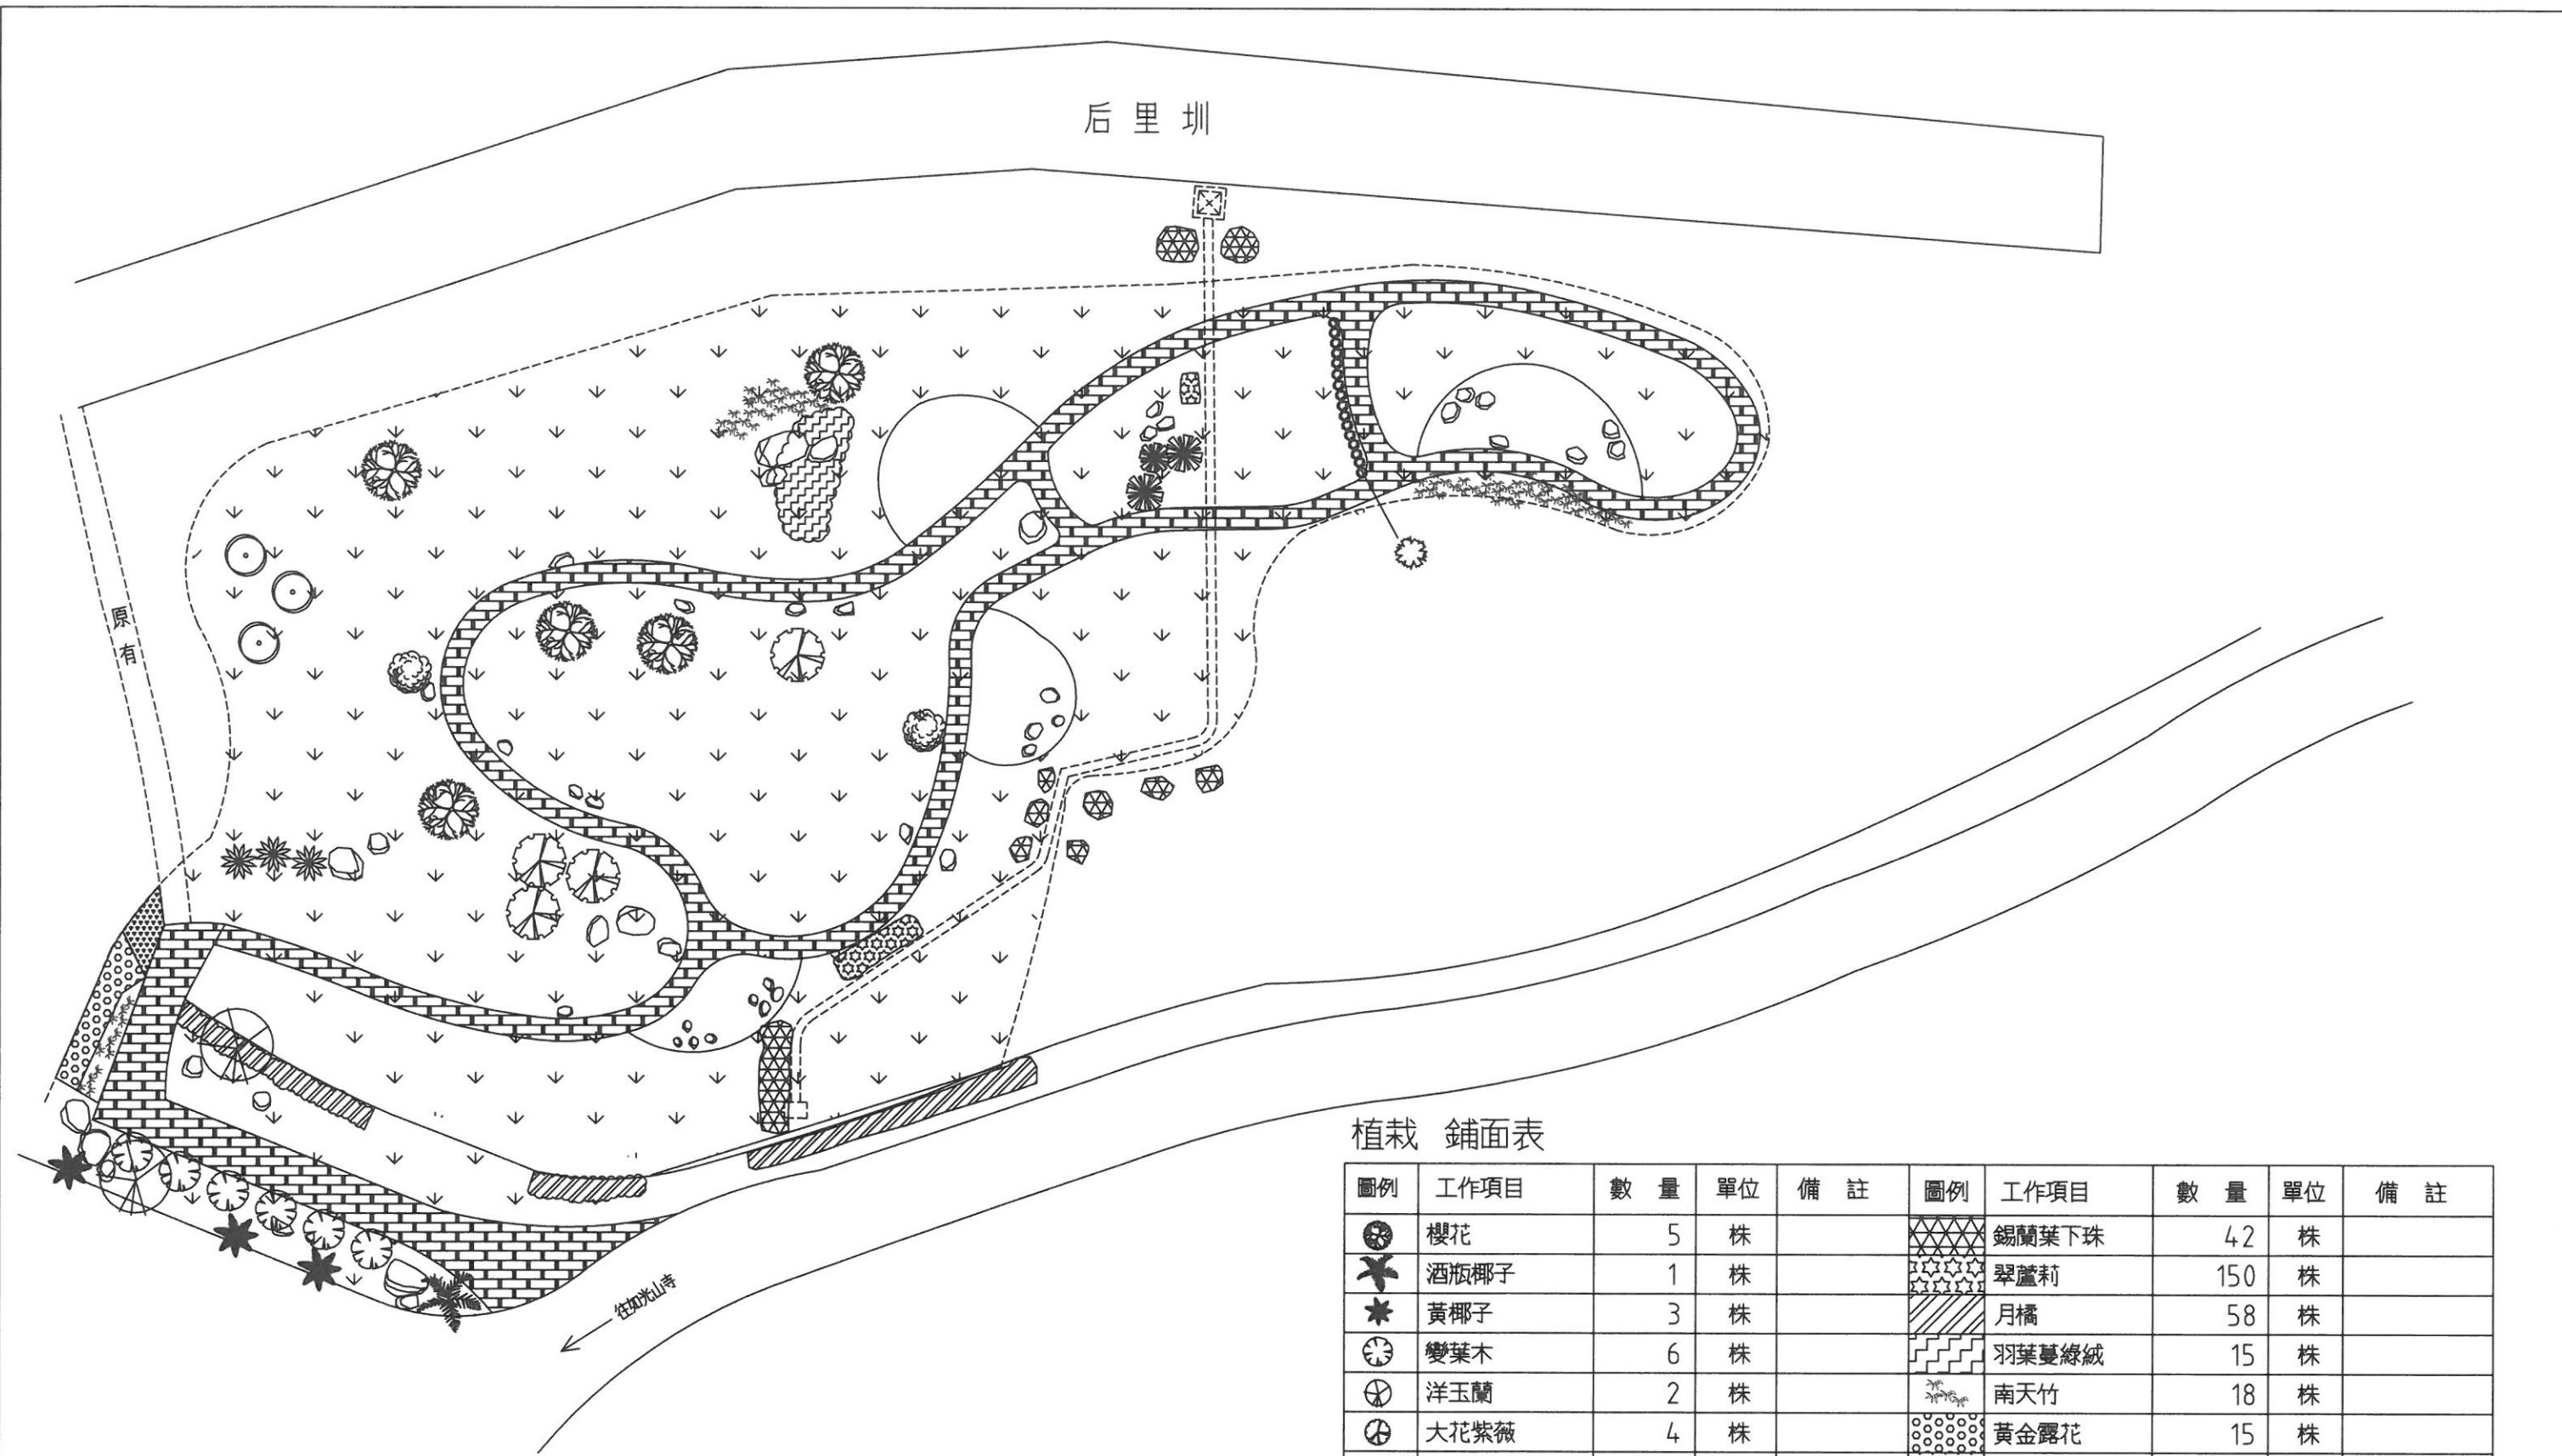 后里圳
原有
往如光山寺
植栽 鋪面表
圖例 工作項目 數量 單位 備註 圖例 工作項目 數量 單位 備註
櫻花 5 株 錫蘭葉下珠 42 株
酒瓶椰子 1 株 翠蘆莉 150 株
黃椰子 3 株 月橘 58 株
變葉木 6 株 羽葉蔓綠絨 15 株
洋玉蘭 2 株 南天竹 18 株
大花紫薇 4 株 黃金露花 15 株